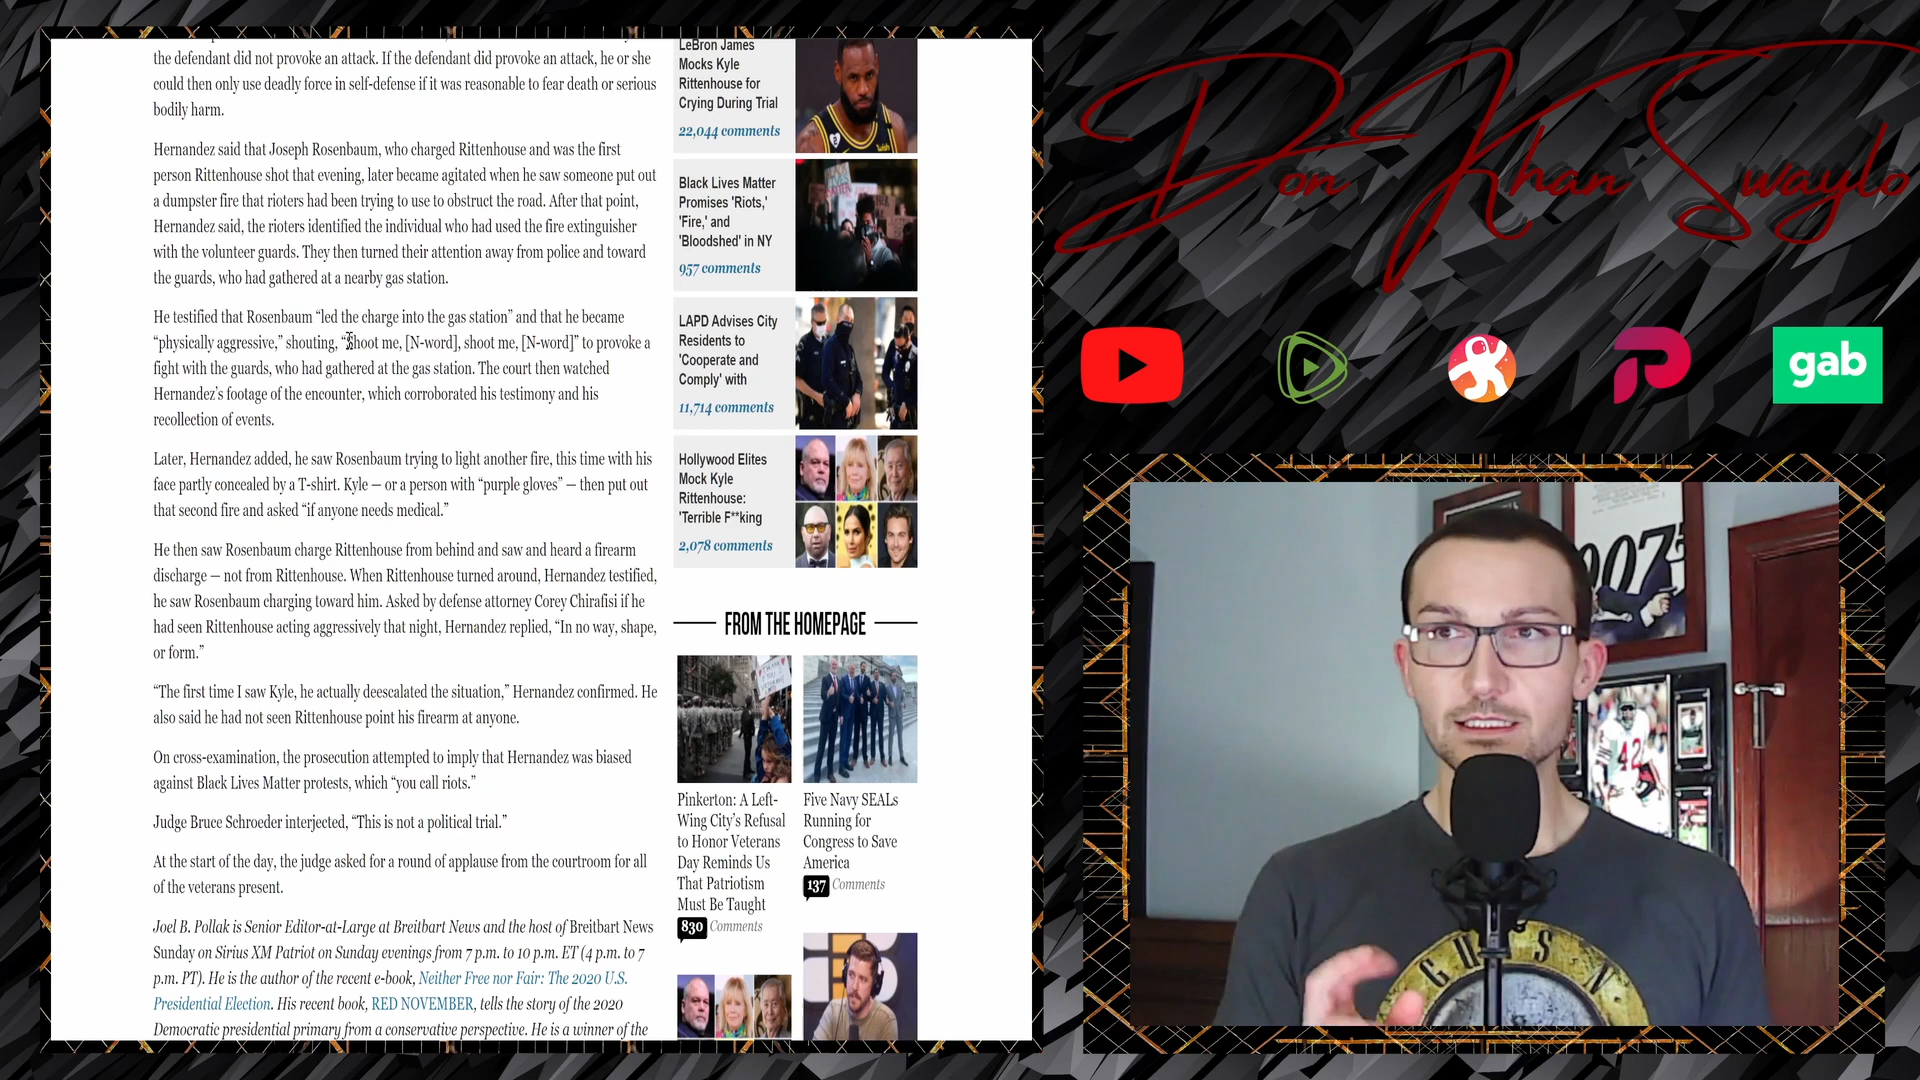 the defendant did not provoke an attack. If the defendant did provoke an attack, he or she
could then only use deadly force in self-defense if it was reasonable to fear death or serious
bodily harm.
Hernandez said that Joseph Rosenbaum, who charged Rittenhouse and was the first
person Rittenhouse shot that evening, later became agitated when he saw someone put out
a dumpster fire that rioters had been trying to use to obstruct the road. After that point,
Hernandez said, the rioters identified the individual who had used the fire extinguisher
with the volunteer guards. They then turned their attention away from police and toward
the guards, who had gathered at a nearby gas station.
He testified that Rosenbaum “led the charge into the gas station” and that he became
“physically aggressive,” shouting, “Shoot me, [N-word], shoot me, [N-word]” to provoke a
fight with the guards, who had gathered at the gas station. The court then watched
Hernandez’s footage of the encounter, which corroborated his testimony and his
recollection of events.
Later, Hernandez added, he saw Rosenbaum trying to light another fire, this time with his
face partly concealed by a T-shirt. Kyle — or a person with “purple gloves” — then put out
that second fire and asked “if anyone needs medical.”
He then saw Rosenbaum charge Rittenhouse from behind and saw and heard a firearm
discharge — not from Rittenhouse. When Rittenhouse turned around, Hernandez testified,
he saw Rosenbaum charging toward him. Asked by defense attorney Corey Chirafisi if he
had seen Rittenhouse acting aggressively that night, Hernandez replied, “In no way, shape,
or form.”
“The first time I saw Kyle, he actually deescalated the situation,” Hernandez confirmed. He
also said he had not seen Rittenhouse point his firearm at anyone.
On cross-examination, the prosecution attempted to imply that Hernandez was biased
against Black Lives Matter protests, which “you call riots.”
Judge Bruce Schroeder interjected, “This is not a political trial.”
At the start of the day, the judge asked for a round of applause from the courtroom for all
of the veterans present.
Joel B. Pollak is Senior Editor-at-Large at Breitbart News and the host of Breitbart News
Sunday on Sirius XM Patriot on Sunday evenings from 7 p.m. to 10 p.m. ET (4 p.m. to 7
p.m. PT). He is the author of the recent e-book, Neither Free nor Fair: The 2020 U.S.
Presidential Election. His recent book, RED NOVEMBER, tells the story of the 2020
Democratic presidential primary from a conservative perspective. He is a winner of the
LeBron James
Mocks Kyle
Rittenhouse for
Crying During Trial
22,044 comments
Black Lives Matter
Promises 'Riots,'
'Fire,' and
'Bloodshed' in NY
957 comments
LAPD Advises City
Residents to
'Cooperate and
Comply' with
11,714 comments
Hollywood Elites
Mock Kyle
Rittenhouse:
'Terrible F**king
2,078 comments
FROM THE HOMEPAGE
Pinkerton: A Left-
Wing City’s Refusal
to Honor Veterans
Day Reminds Us
That Patriotism
Must Be Taught
830 Comments
Five Navy SEALs
Running for
Congress to Save
America
137 Comments
Don Khan Swaylo
gab
007
42
GUNS N